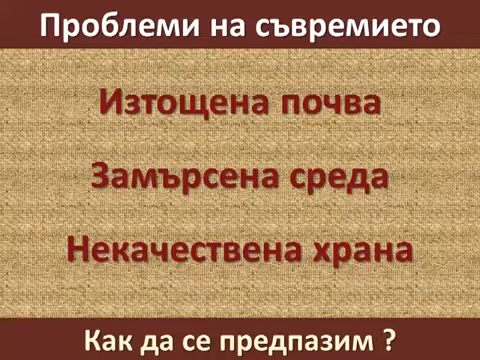 Проблеми на съвремието
Изтощена почва
Замърсена среда
Некачествена храна
Как да се предпазим ?